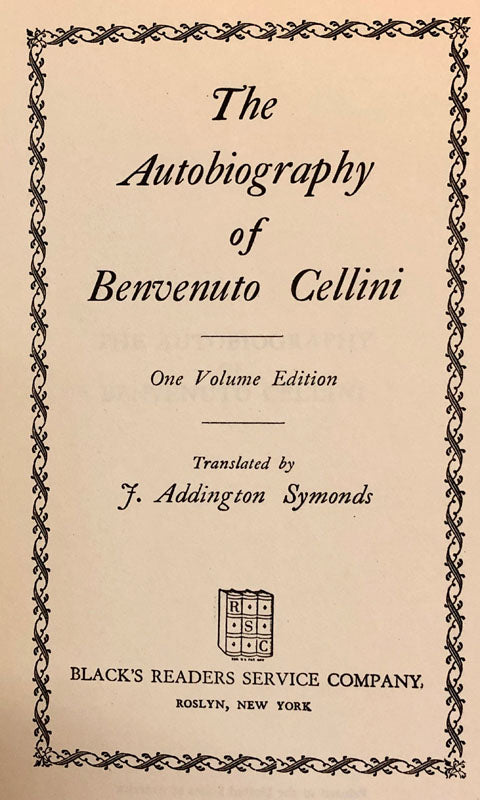 The
Autobiography
of
Benvenuto Cellini
One Volume Edition
Translated by
J. Addington Symonds
R
S
C
BLACK'S READERS SERVICE COMPANY,
ROSLYN, NEW YORK